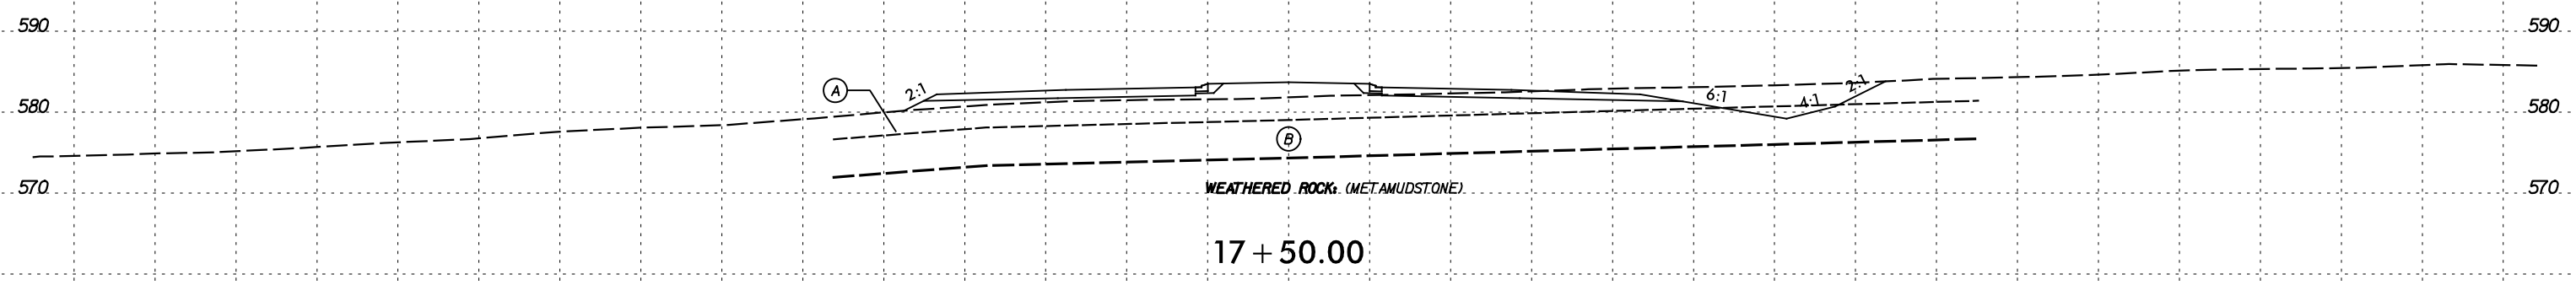 590 590
A 2:1 6:1 4:1 2:1
580 580
B
570 WEATHERED ROCK: (METAMUDSTONE) 570
17+50.00